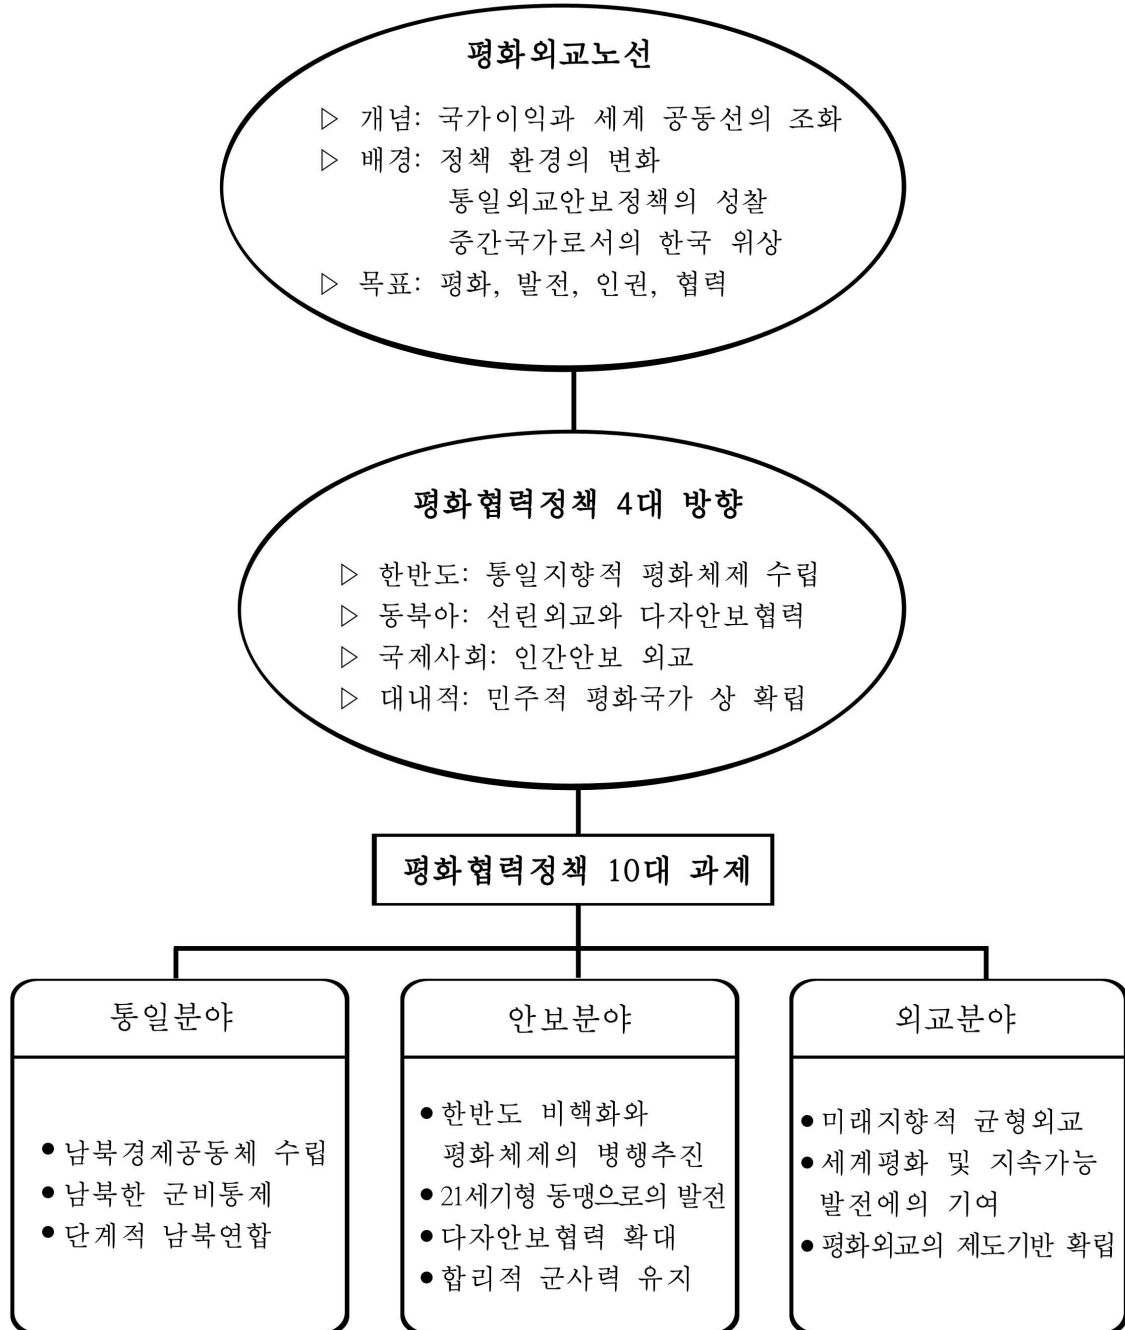 평화외교노선
▷ 개념: 국가이익과 세계 공동선의 조화
▷ 배경: 정책 환경의 변화
통일외교안보정책의 성찰
중간국가로서의 한국 위상
▷ 목표: 평화, 발전, 인권, 협력
평화협력정책 4대 방향
▷ 한반도: 통일지향적 평화체제 수립
▷ 동북아: 선린외교와 다자안보협력
▷ 국제사회: 인간안보 외교
▷ 대내적: 민주적 평화국가 상 확립
평화협력정책 10대 과제
통일분야
● 남북경제공동체 수립
● 남북한 군비통제
● 단계적 남북연합
안보분야
● 한반도 비핵화와
평화체제의 병행추진
● 21세기형 동맹으로의 발전
● 다자안보협력 확대
● 합리적 군사력 유지
외교분야
● 미래지향적 균형외교
● 세계평화 및 지속가능
발전에의 기여
● 평화외교의 제도기반 확립